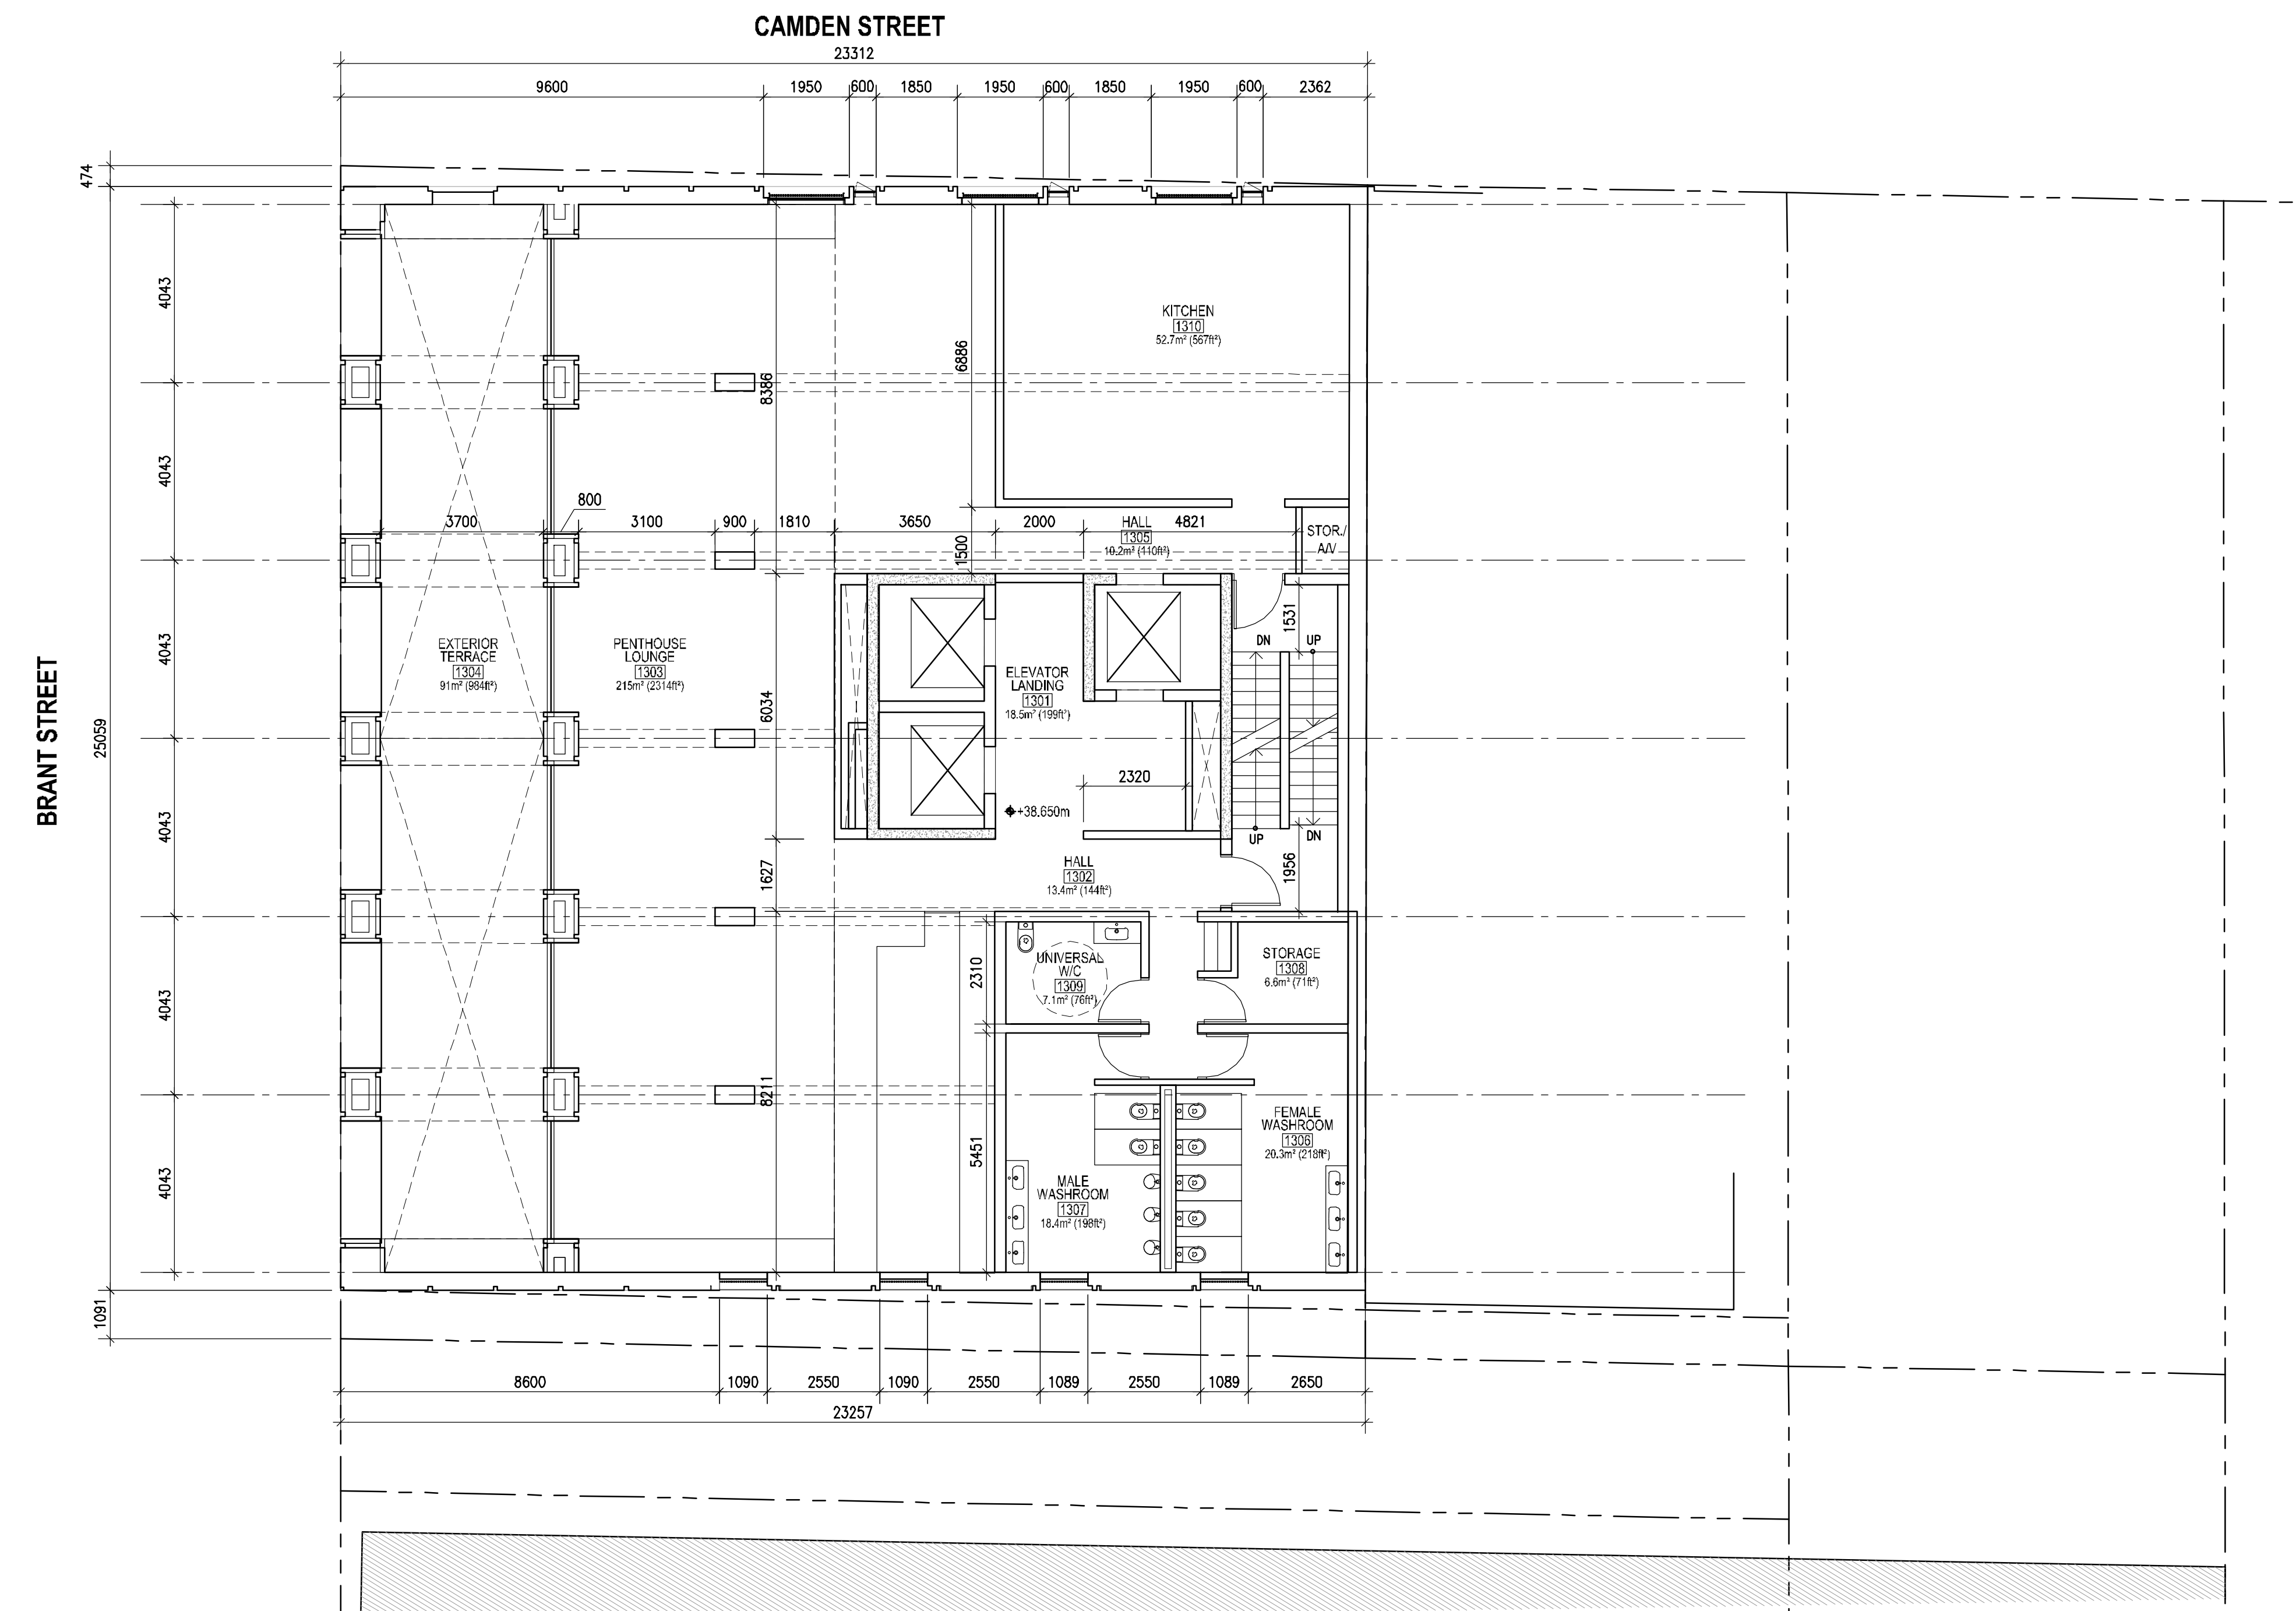 CAMDEN STREET
23312
9600 1950 600 1850 1950 600 1850 1950 600 2362
474
4043
4043
4043
4043
4043
4043
25059
1091
BRANT STREET
KITCHEN
1310
52.7m² (567ft²)
6886
8386
800
3700 3100 900 1810 3650 2000 4821
HALL
1305
10.2m² (110ft²)
STOR./
A/V
1500
1531
DN UP
EXTERIOR
TERRACE
1304
91m² (984ft²)
PENTHOUSE
LOUNGE
1303
215m² (2314ft²)
ELEVATOR
LANDING
1301
18.5m² (199ft²)
6034
2320
+38.650m
UP DN
1627
HALL
1302
13.4m² (144ft²)
1956
2310
UNIVERSAL
W/C
1309
7.1m² (76ft²)
STORAGE
1308
6.6m² (71ft²)
8211
5451
FEMALE
WASHROOM
1306
20.3m² (218ft²)
MALE
WASHROOM
1307
18.4m² (198ft²)
8600 1090 2550 1090 2550 1089 2550 1089 2650
23257